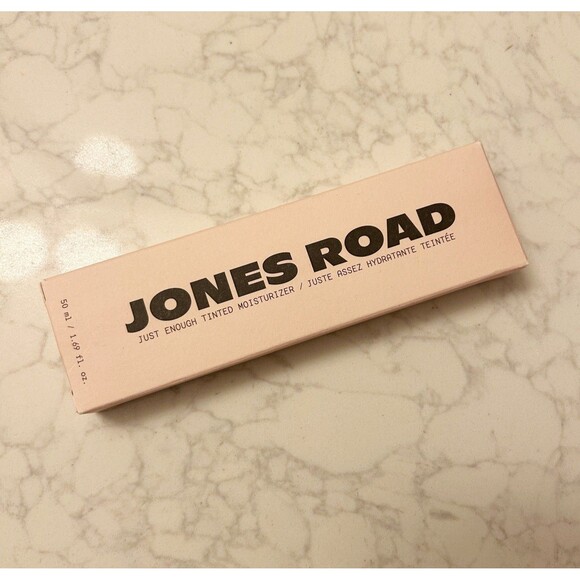 JONES ROAD
JUST ENOUGH TINTED MOISTURIZER / JUSTE ASSEZ HYDRATANTE TEINTÉE
50 ml / 1.69 fl. oz.